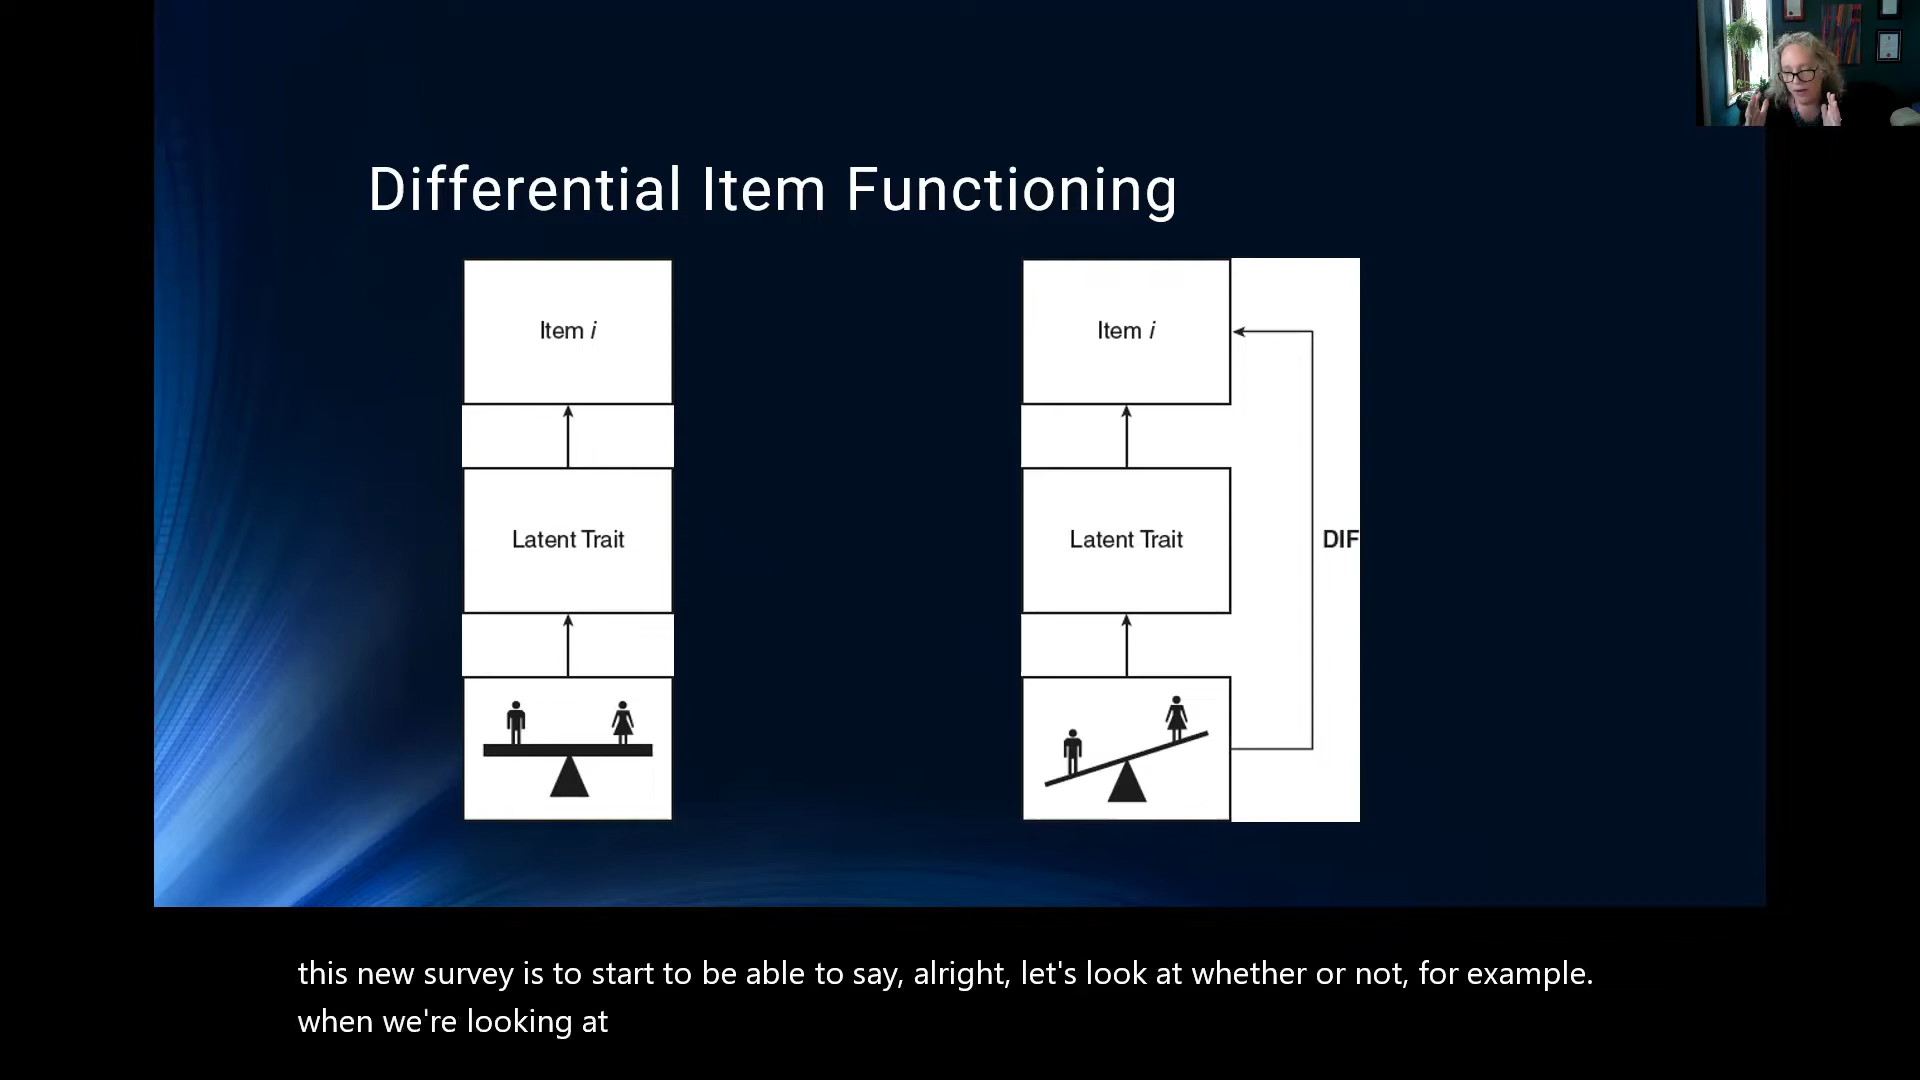 Differential Item Functioning
Item i
Latent Trait
Item i
Latent Trait
DIF
this new survey is to start to be able to say, alright, let's look at whether or not, for example.
when we're looking at